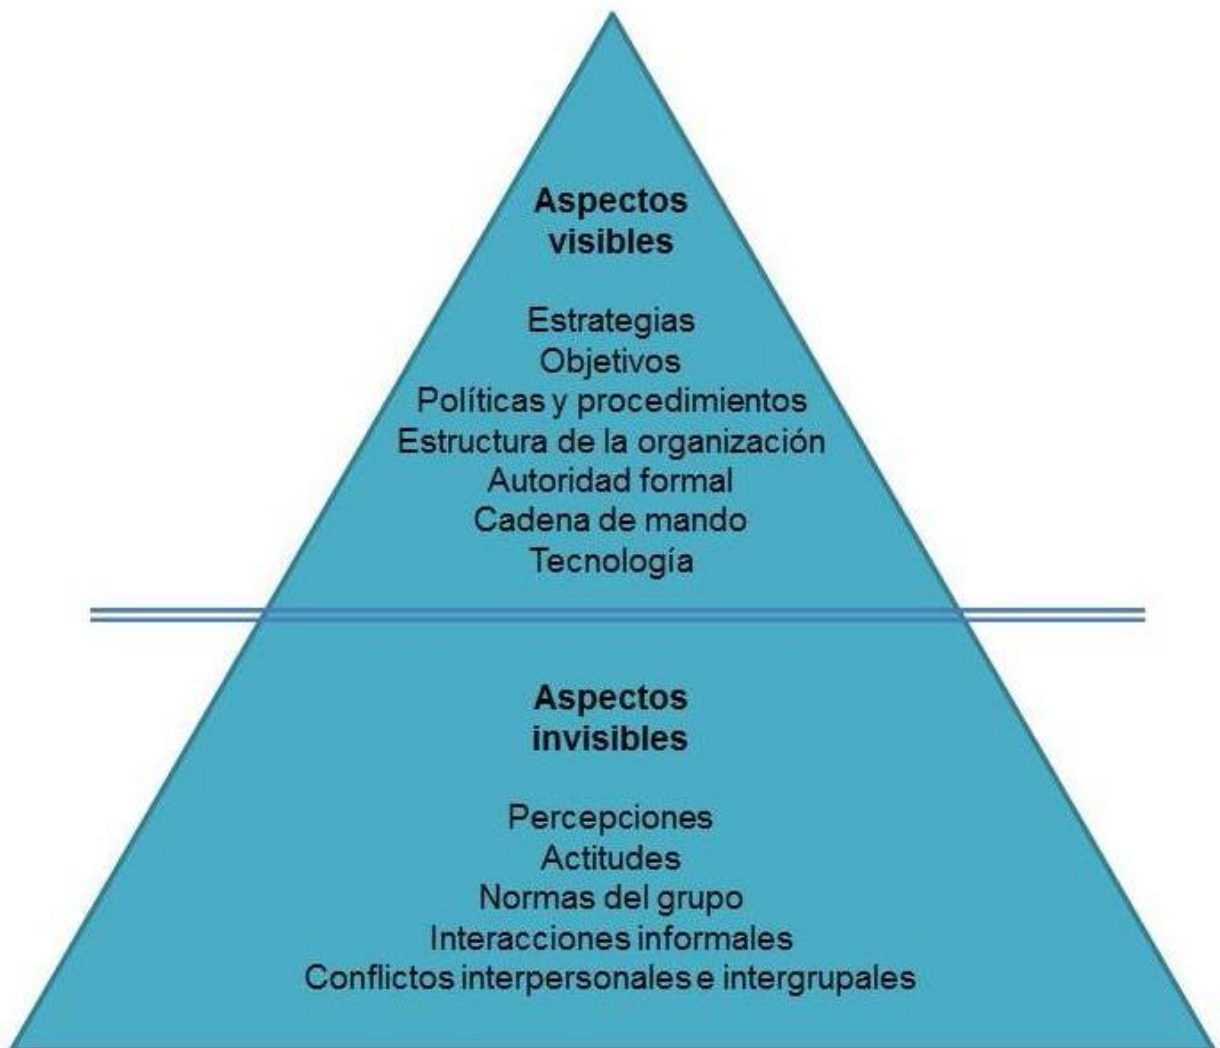 Aspectos
visibles
Estrategias
Objetivos
Políticas y procedimientos
Estructura de la organización
Autoridad formal
Cadena de mando
Tecnología
Aspectos
invisibles
Percepciones
Actitudes
Normas del grupo
Interacciones informales
Conflictos interpersonales e intergrupales